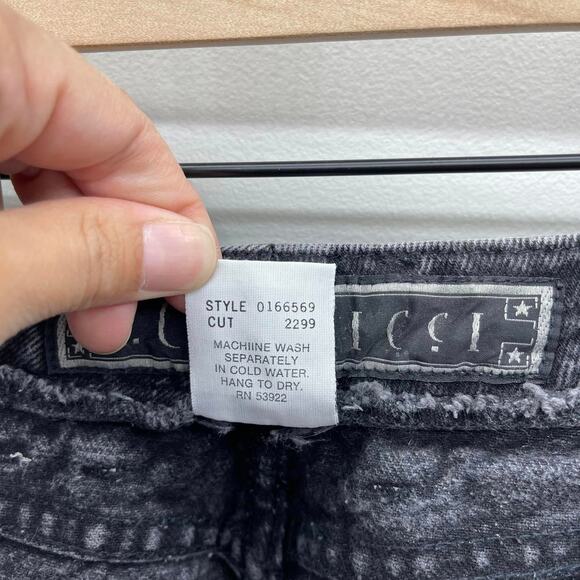 STYLE 0166569
CUT 2299
MACHIINE WASH
SEPARATELY
IN COLD WATER.
HANG TO DRY.
RN 53922